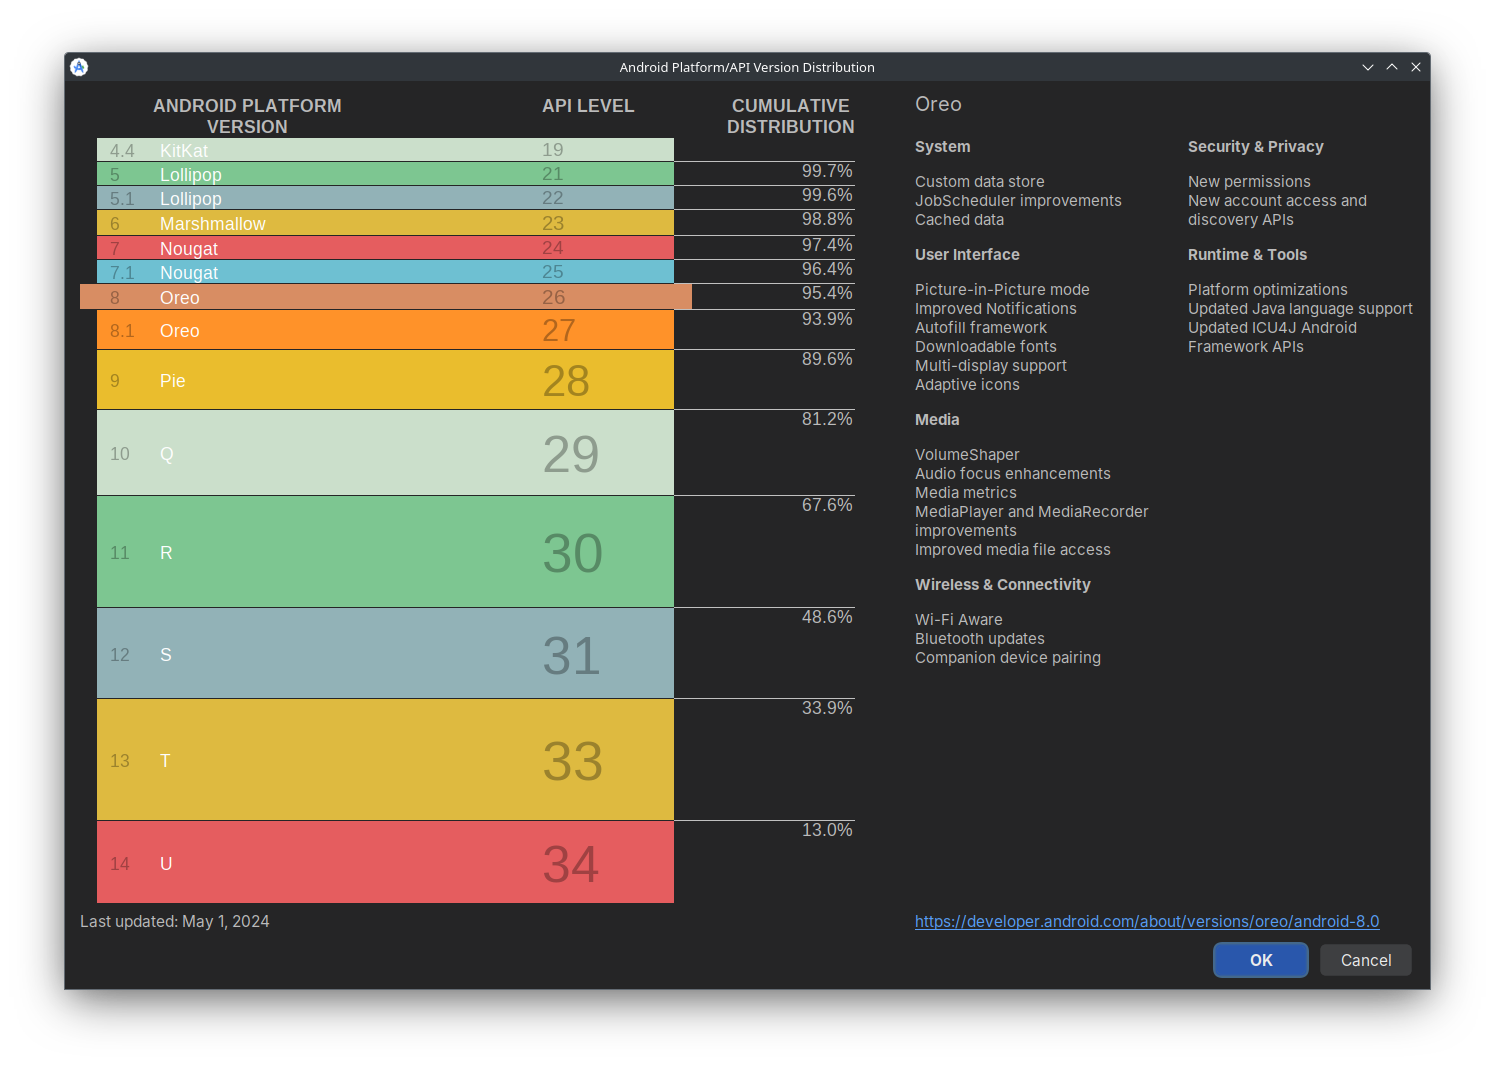 Android Platform/API Version Distribution
ANDROID PLATFORM
VERSION
API LEVEL
CUMULATIVE
DISTRIBUTION
4.4 KitKat 19
99.7%
5 Lollipop 21
99.6%
5.1 Lollipop 22
98.8%
6 Marshmallow 23
97.4%
7 Nougat 24
96.4%
7.1 Nougat 25
95.4%
8 Oreo 26
93.9%
8.1 Oreo 27
89.6%
9 Pie 28
81.2%
10 Q 29
67.6%
11 R 30
48.6%
12 S 31
33.9%
13 T 33
13.0%
14 U 34
Last updated: May 1, 2024
Oreo
System
Custom data store
JobScheduler improvements
Cached data
User Interface
Picture-in-Picture mode
Improved Notifications
Autofill framework
Downloadable fonts
Multi-display support
Adaptive icons
Media
VolumeShaper
Audio focus enhancements
Media metrics
MediaPlayer and MediaRecorder
improvements
Improved media file access
Wireless & Connectivity
Wi-Fi Aware
Bluetooth updates
Companion device pairing
Security & Privacy
New permissions
New account access and
discovery APIs
Runtime & Tools
Platform optimizations
Updated Java language support
Updated ICU4J Android
Framework APIs
https://developer.android.com/about/versions/oreo/android-8.0
OK
Cancel